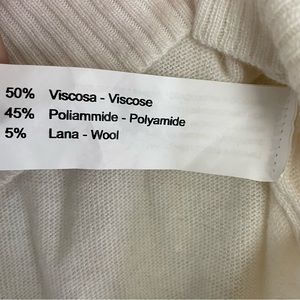 50% Viscosa - Viscose
45% Poliammide - Polyamide
5% Lana - Wool